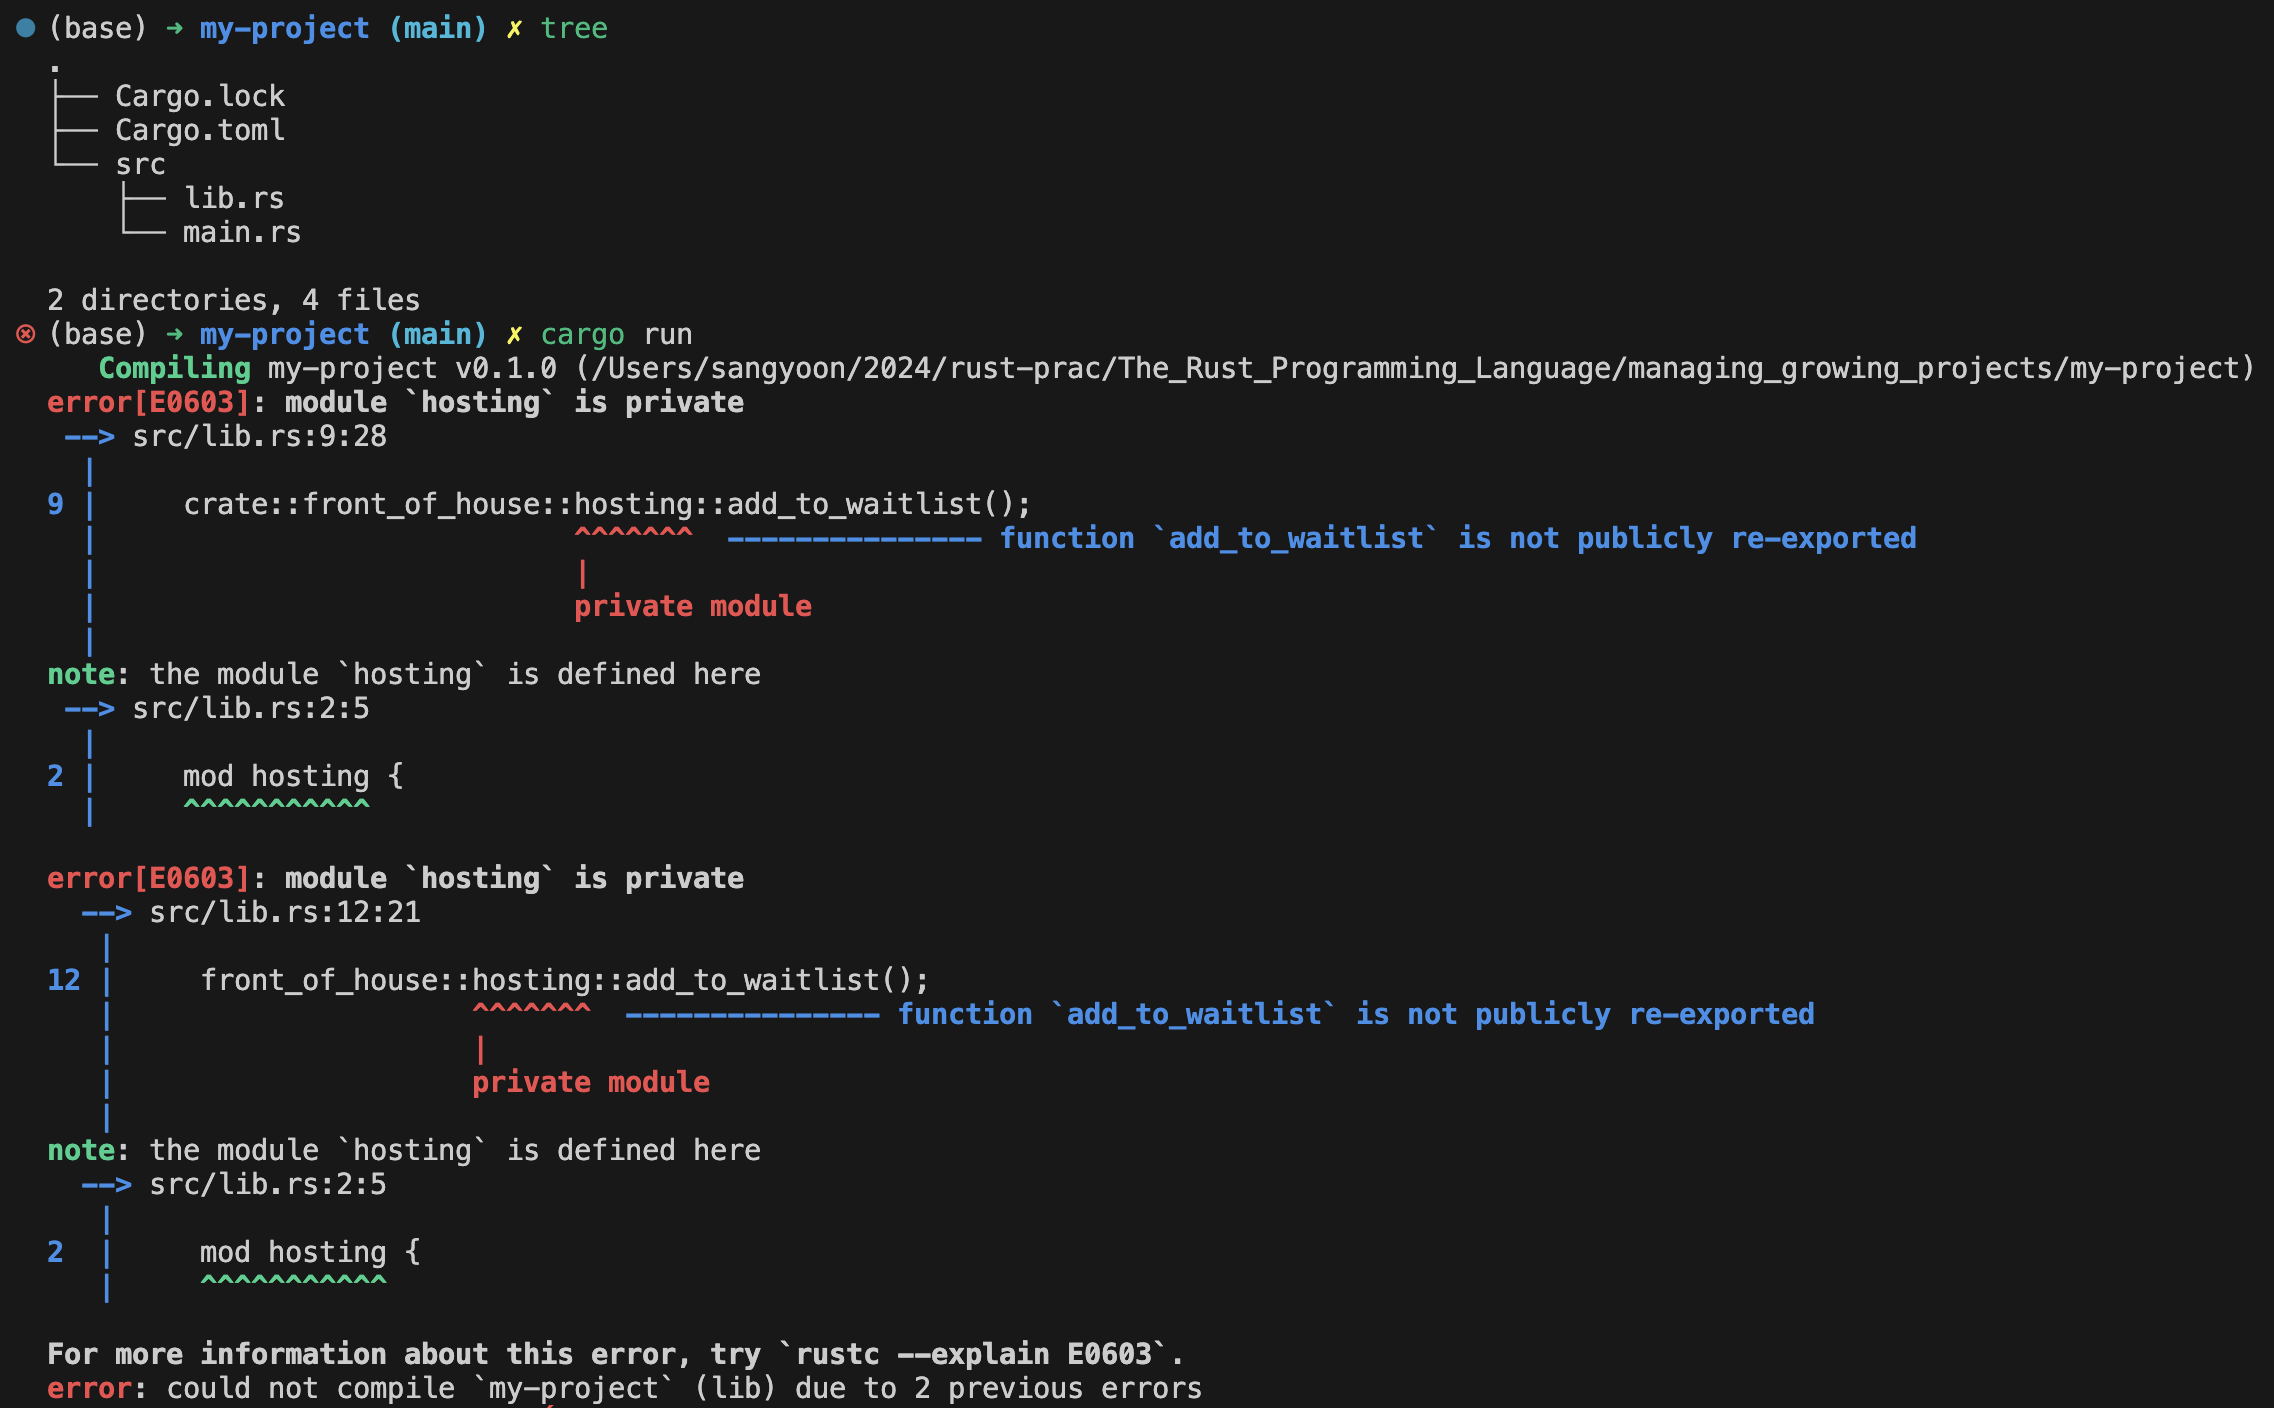 (base) ➜ my-project (main) ✗ tree
.
├── Cargo.lock
├── Cargo.toml
└── src
    ├── lib.rs
    └── main.rs
2 directories, 4 files
(base) ➜ my-project (main) ✗ cargo run
   Compiling my-project v0.1.0 (/Users/sangyoon/2024/rust-prac/The_Rust_Programming_Language/managing_growing_projects/my-project)
error[E0603]: module `hosting` is private
 --> src/lib.rs:9:28
  |
9 |     crate::front_of_house::hosting::add_to_waitlist();
  |                            ^^^^^^^  --------------- function `add_to_waitlist` is not publicly re-exported
  |                            |
  |                            private module
  |
note: the module `hosting` is defined here
 --> src/lib.rs:2:5
  |
2 |     mod hosting {
  |     ^^^^^^^^^^^
error[E0603]: module `hosting` is private
  --> src/lib.rs:12:21
   |
12 |     front_of_house::hosting::add_to_waitlist();
   |                     ^^^^^^^  --------------- function `add_to_waitlist` is not publicly re-exported
   |                     |
   |                     private module
   |
note: the module `hosting` is defined here
  --> src/lib.rs:2:5
   |
2  |     mod hosting {
   |     ^^^^^^^^^^^
For more information about this error, try `rustc --explain E0603`.
error: could not compile `my-project` (lib) due to 2 previous errors